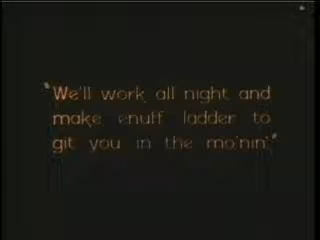 "We'll work all night and
make enuff ladder to
git you in the mo'nin'."